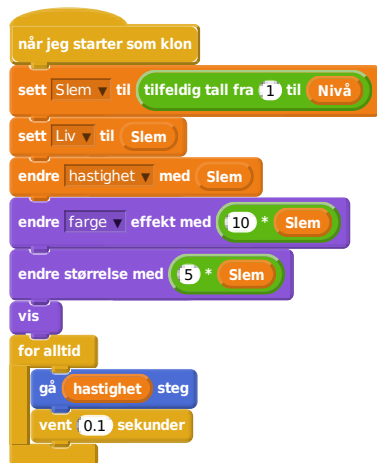 når jeg starter som klon
sett Slem til tilfeldig tall fra 1 til Nivå
sett Liv til Slem
endre hastighet med Slem
endre farge effekt med 10 * Slem
endre størrelse med 5 * Slem
vis
for alltid
gå hastighet steg
vent 0.1 sekunder